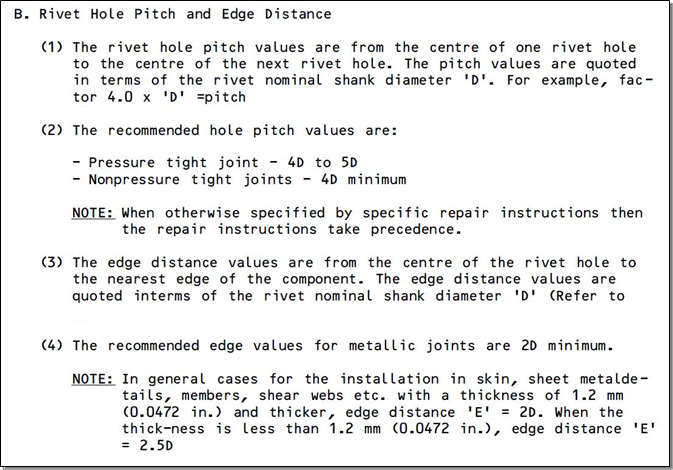 B. Rivet Hole Pitch and Edge Distance
(1) The rivet hole pitch values are from the centre of one rivet hole
to the centre of the next rivet hole. The pitch values are quoted
in terms of the rivet nominal shank diameter 'D'. For example, fac-
tor 4.0 x 'D' =pitch
(2) The recommended hole pitch values are:
- Pressure tight joint - 4D to 5D
- Nonpressure tight joints - 4D minimum
NOTE: When otherwise specified by specific repair instructions then
the repair instructions take precedence.
(3) The edge distance values are from the centre of the rivet hole to
the nearest edge of the component. The edge distance values are
quoted interms of the rivet nominal shank diameter 'D' (Refer to
(4) The recommended edge values for metallic joints are 2D minimum.
NOTE: In general cases for the installation in skin, sheet metalde-
tails, members, shear webs etc. with a thickness of 1.2 mm
(0.0472 in.) and thicker, edge distance 'E' = 2D. When the
thick-ness is less than 1.2 mm (0.0472 in.), edge distance 'E'
= 2.5D